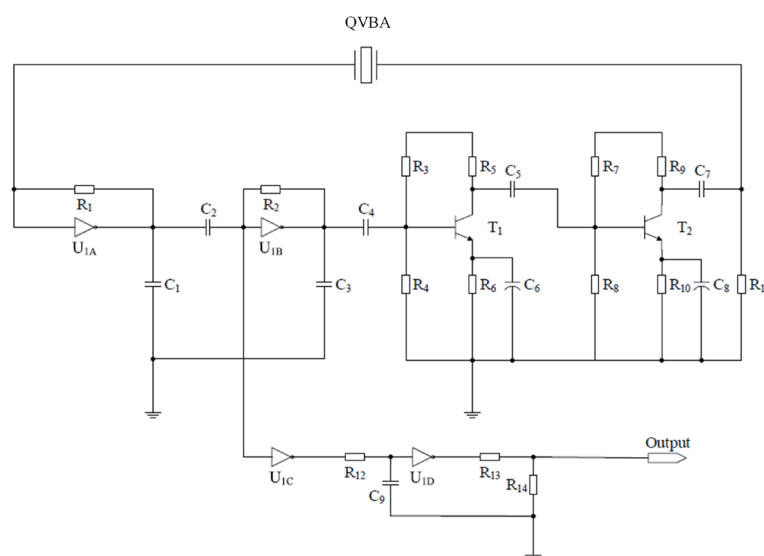 QVBA
R3 R5 C5 R7 R9 C7
R1 C2 R2 C4 T1 T2
U1A U1B
C1 C3 R4 R6 C6 R8 R10 C8 R1
Output
R12 R13
U1C C9 U1D R14